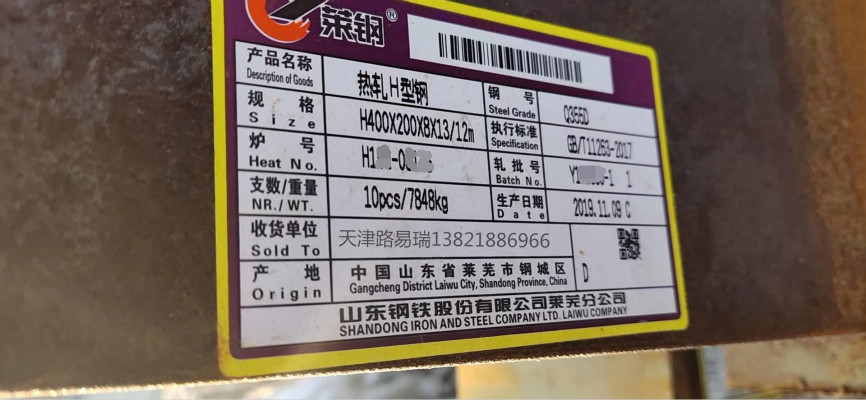 莱钢®
产品名称 热轧H型钢 钢号 Q355D
Description of Goods Steel Grade
规格 H400X200X8X13/12m 执行标准 GB/T11263-2017
Size Specification
炉号 轧批号
Heat No. Batch No.
支数/重量 10pcs/7848kg 生产日期 2019.11.09 C
NR./WT. Date
收货单位 天津路易瑞13821886966
Sold To
产地 中国山东省莱芜市钢城区 D
Origin Gangcheng District Laiwu City, Shandong Province, China
山东钢铁股份有限公司莱芜分公司
SHANDONG IRON AND STEEL COMPANY LTD. LAIWU COMPANY